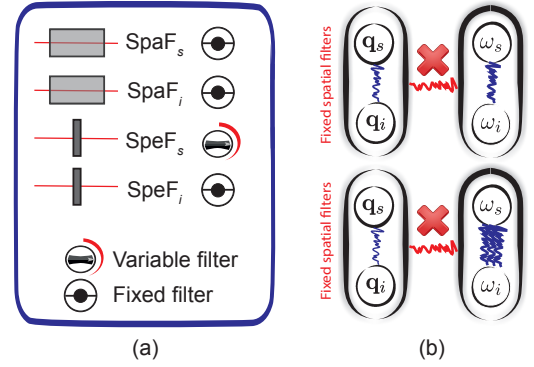 SpaF_s
SpaF_i
SpeF_s
SpeF_i
Variable filter
Fixed filter
(a)
Fixed spatial filters
q_s
q_i
ω_s
ω_i
Fixed spatial filters
q_s
q_i
ω_s
ω_i
(b)